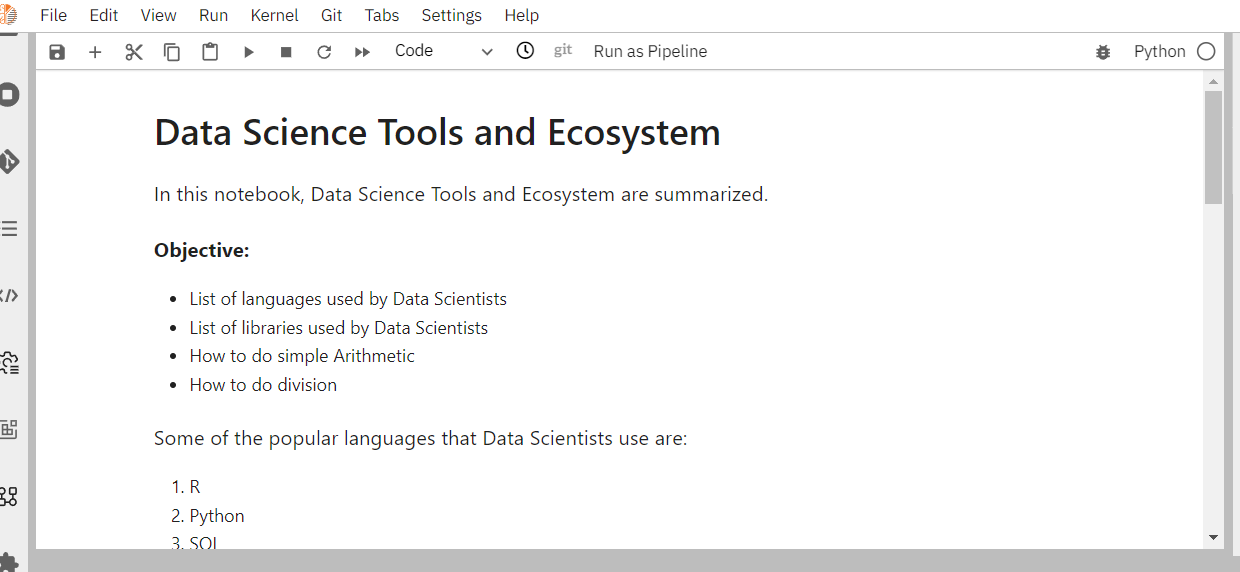 File Edit View Run Kernel Git Tabs Settings Help
Code git Run as Pipeline Python
Data Science Tools and Ecosystem
In this notebook, Data Science Tools and Ecosystem are summarized.
Objective:
• List of languages used by Data Scientists
• List of libraries used by Data Scientists
• How to do simple Arithmetic
• How to do division
Some of the popular languages that Data Scientists use are:
1. R
2. Python
3. SQL